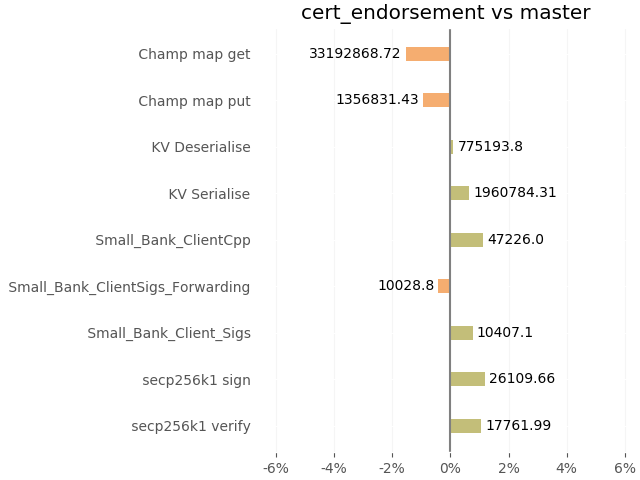 cert_endorsement vs master
Champ map get 33192868.72
Champ map put 1356831.43
KV Deserialise 775193.8
KV Serialise 1960784.31
Small_Bank_ClientCpp 47226.0
Small_Bank_ClientSigs_Forwarding 10028.8
Small_Bank_Client_Sigs 10407.1
secp256k1 sign 26109.66
secp256k1 verify 17761.99
-6% -4% -2% 0% 2% 4% 6%